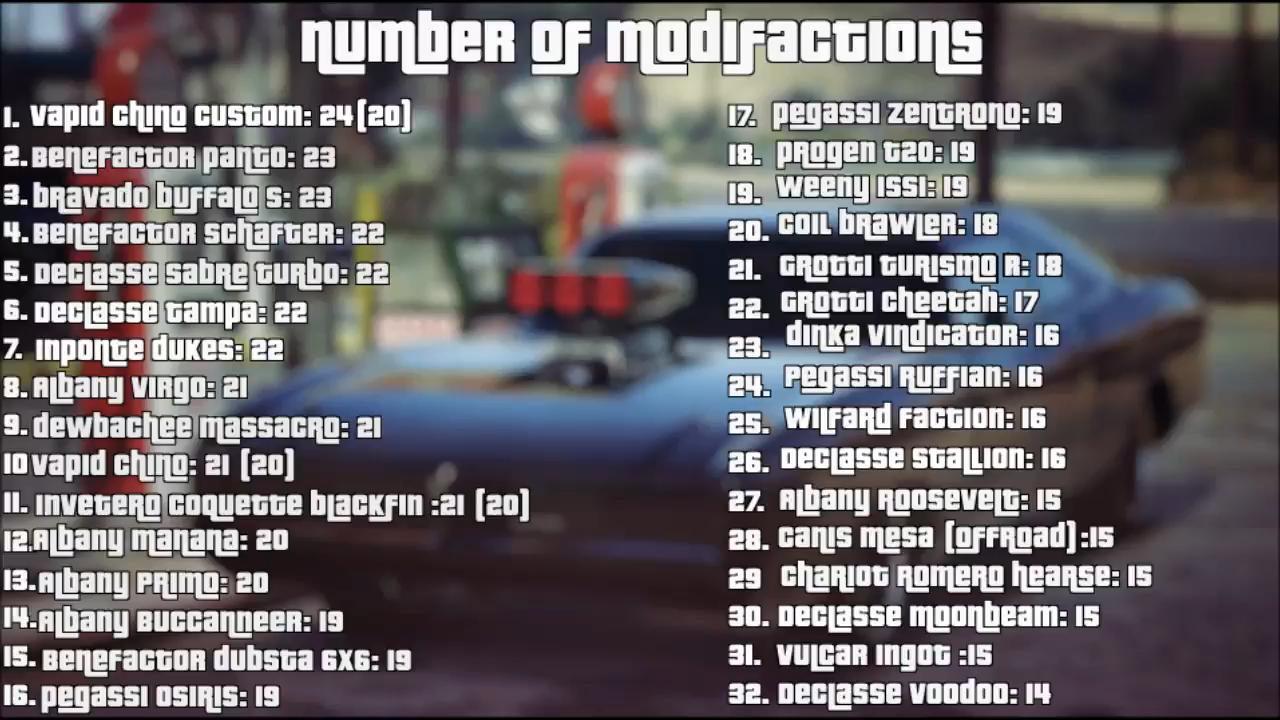 NUMBER OF MODIFACTIONS
1. VAPID CHINO CUSTOM: 24(20)
2. BENEFACTOR PANTO: 23
3. BRAVADO BUFFALO S: 23
4. BENEFACTOR SCHAFTER: 22
5. DECLASSE SABRE TURBO: 22
6. DECLASSE TAMPA: 22
7. INPONTE DUKES: 22
8. ALBANY VIRGO: 21
9. DEWBACHEE MASSACRO: 21
10 VAPID CHINO: 21 (20)
11. INVETERO COQUETTE BLACKFIN :21 (20)
12.ALBANY MANANA: 20
13.ALBANY PRIMO: 20
14.ALBANY BUCCANNEER: 19
15. BENEFACTOR DUBSTA 6X6: 19
16. PEGASSI OSIRIS: 19
17. PEGASSI ZENTRONO: 19
18. PROGEN T20: 19
19. WEENY ISSI: 19
20. COIL BRAWLER: 18
21. GROTTI TURISMO R: 18
22. GROTTI CHEETAH: 17
23. DINKA VINDICATOR: 16
24. PEGASSI RUFFIAN: 16
25. WILFARD FACTION: 16
26. DECLASSE STALLION: 16
27. ALBANY ROOSEVELT: 15
28. CANIS MESA (OFFROAD) :15
29 CHARIOT ROMERO HEARSE: 15
30. DECLASSE MOONBEAM: 15
31. VULCAR INGOT :15
32. DECLASSE VOODOO: 14